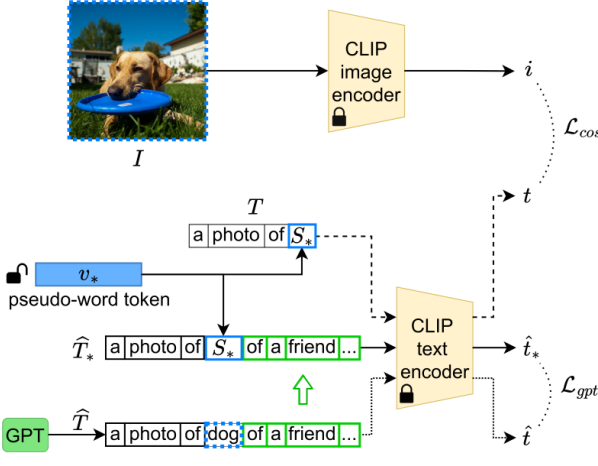 CLIP
image
encoder
i
I
𝓛cos
t
T
a photo of S*
v*
pseudo-word token
T̂* a photo of S* of a friend ...
CLIP
text
encoder
t̂*
𝓛gpt
GPT T̂ a photo of dog of a friend ...
t̂